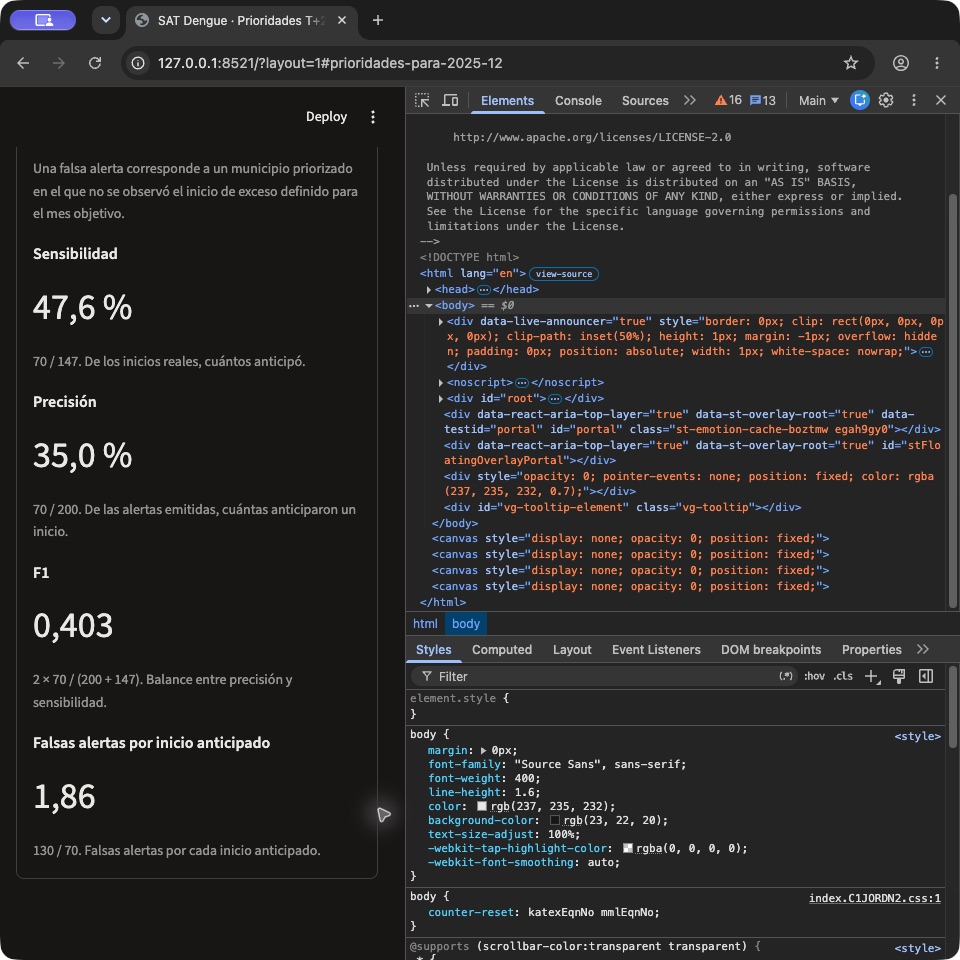 SAT Dengue · Prioridades T+
127.0.0.1:8521/?layout=1#prioridades-para-2025-12
Deploy
Una falsa alerta corresponde a un municipio priorizado
en el que no se observó el inicio de exceso definido para
el mes objetivo.
Sensibilidad
47,6 %
70 / 147. De los inicios reales, cuántos anticipó.
Precisión
35,0 %
70 / 200. De las alertas emitidas, cuántas anticiparon un
inicio.
F1
0,403
2 × 70 / (200 + 147). Balance entre precisión y
sensibilidad.
Falsas alertas por inicio anticipado
1,86
130 / 70. Falsas alertas por cada inicio anticipado.
Elements Console Sources 16 13 Main
http://www.apache.org/licenses/LICENSE-2.0
Unless required by applicable law or agreed to in writing, software
distributed under the License is distributed on an "AS IS" BASIS,
WITHOUT WARRANTIES OR CONDITIONS OF ANY KIND, either express or implied.
See the License for the specific language governing permissions and
limitations under the License.
-->
<!DOCTYPE html>
<html lang="en"> view-source
<head> ••• </head>
••• <body> == $0
<div data-live-announcer="true" style="border: 0px; clip: rect(0px, 0px, 0p
x, 0px); clip-path: inset(50%); height: 1px; margin: -1px; overflow: hidde
n; padding: 0px; position: absolute; width: 1px; white-space: nowrap;"> •••
</div>
<noscript> ••• </noscript>
<div id="root"> ••• </div>
<div data-react-aria-top-layer="true" data-st-overlay-root="true" data-
testid="portal" id="portal" class="st-emotion-cache-boztmw egah9gy0"></div>
<div data-react-aria-top-layer="true" data-st-overlay-root="true" id="stFlo
atingOverlayPortal"></div>
<div style="opacity: 0; pointer-events: none; position: fixed; color: rgba
(237, 235, 232, 0.7);"></div>
<div id="vg-tooltip-element" class="vg-tooltip"></div>
</body>
<canvas style="display: none; opacity: 0; position: fixed;">
<canvas style="display: none; opacity: 0; position: fixed;">
<canvas style="display: none; opacity: 0; position: fixed;">
<canvas style="display: none; opacity: 0; position: fixed;">
</html>
html body
Styles Computed Layout Event Listeners DOM breakpoints Properties
Filter (.*) :hov .cls
element.style {
}
body { <style>
margin: 0px;
font-family: "Source Sans", sans-serif;
font-weight: 400;
line-height: 1.6;
color: rgb(237, 235, 232);
background-color: rgb(23, 22, 20);
text-size-adjust: 100%;
-webkit-tap-highlight-color: rgba(0, 0, 0, 0);
-webkit-font-smoothing: auto;
}
body { index.C1JORDN2.css:1
counter-reset: katexEqnNo mmlEqnNo;
}
@supports (scrollbar-color:transparent transparent) { <style>
* {